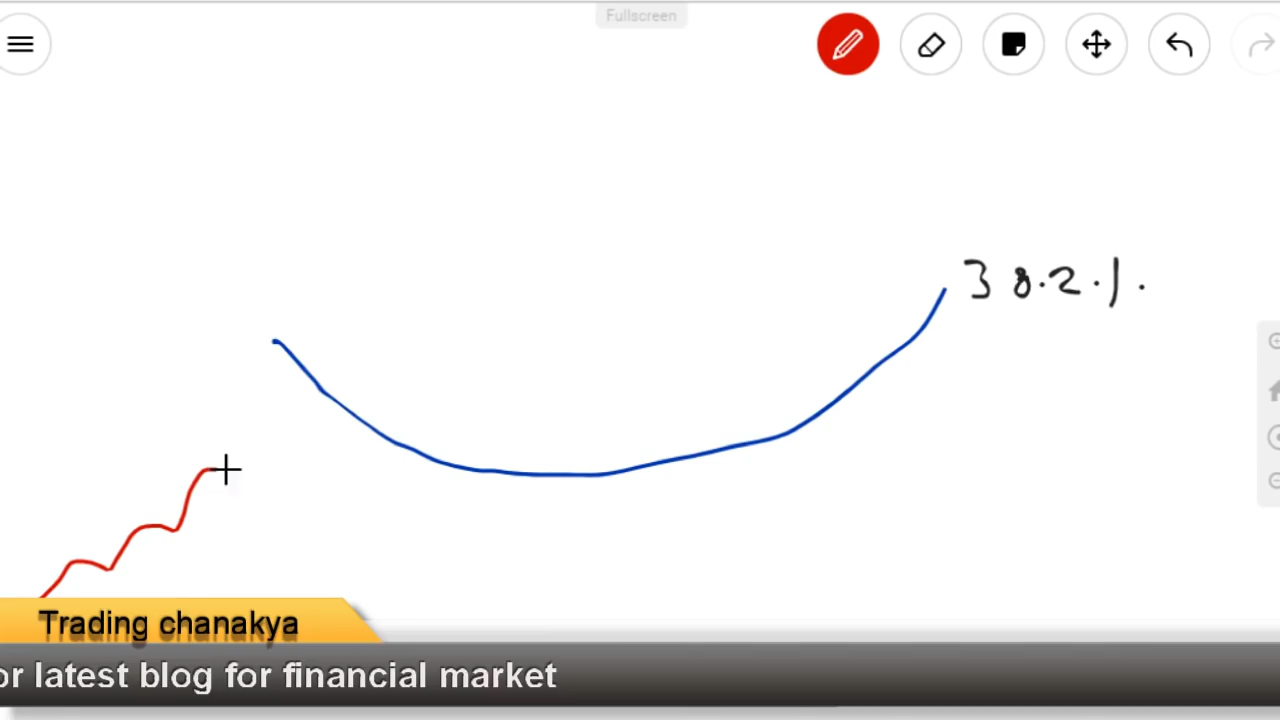 Fullscreen
38.2.1.
Trading chanakya
or latest blog for financial market